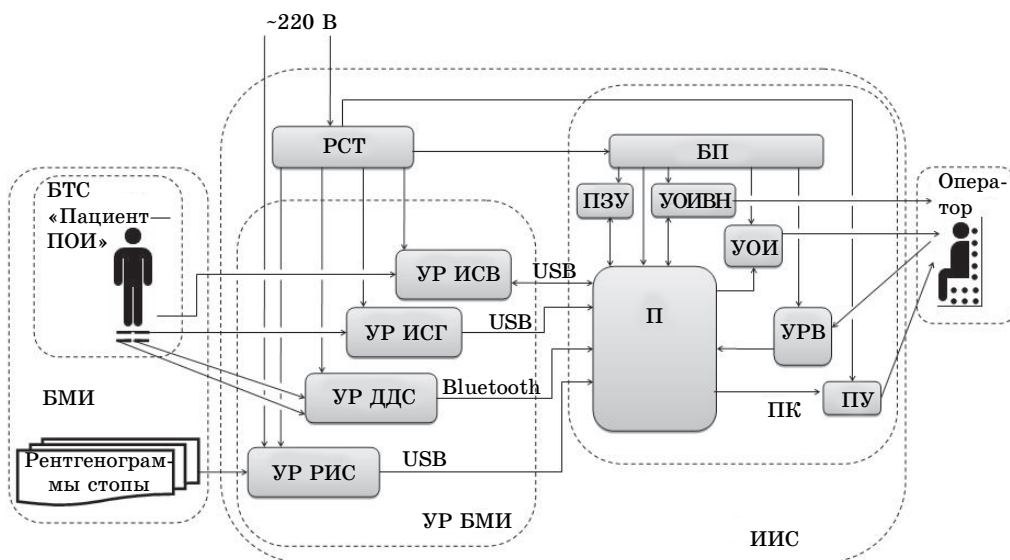 ~220 В
РСТ
БП
БТС
«Пациент—
ПОИ»
ПЗУ
УОИВН
Опера-
тор
УОИ
УР ИСВ
USB
П
УР ИСГ
USB
УРВ
УР ДДС
Bluetooth
БМИ
ПК
ПУ
Рентгенограм-
мы стопы
УР РИС
USB
УР БМИ
ИИС